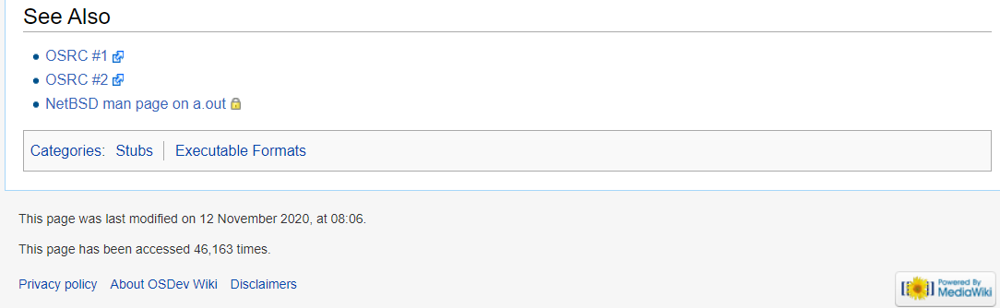 See Also
OSRC #1
OSRC #2
NetBSD man page on a.out
Categories: Stubs Executable Formats
This page was last modified on 12 November 2020, at 08:06.
This page has been accessed 46,163 times.
Privacy policy About OSDev Wiki Disclaimers
Powered By
MediaWiki